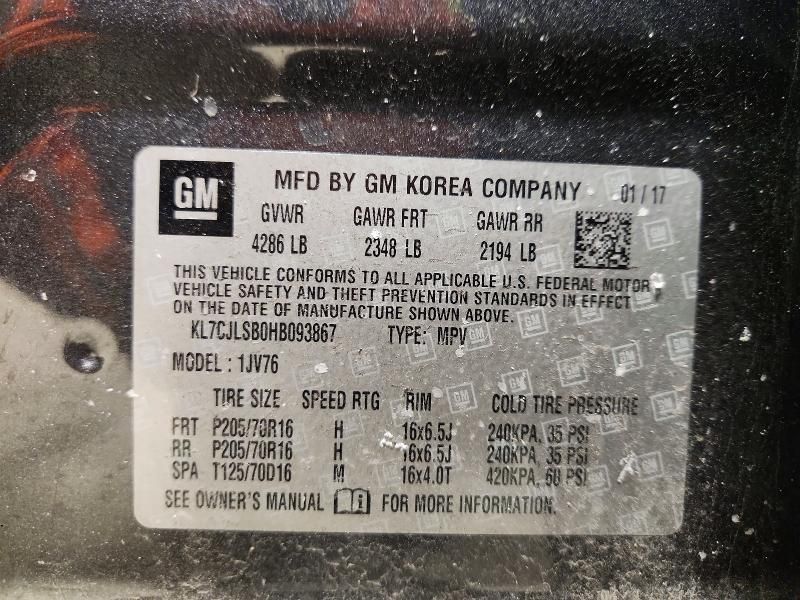 GM MFD BY GM KOREA COMPANY 01/17
GVWR GAWR FRT GAWR RR
4286 LB 2348 LB 2194 LB
THIS VEHICLE CONFORMS TO ALL APPLICABLE U.S. FEDERAL MOTOR
VEHICLE SAFETY AND THEFT PREVENTION STANDARDS IN EFFECT
ON THE DATE OF MANUFACTURE SHOWN ABOVE.
KL7CJLSB0HB093867 TYPE: MPV
MODEL : 1JV76
TIRE SIZE SPEED RTG RIM COLD TIRE PRESSURE
FRT P205/70R16 H 16x6.5J 240KPA, 35 PSI
RR P205/70R16 H 16x6.5J 240KPA, 35 PSI
SPA T125/70D16 M 16x4.0T 420KPA, 60 PSI
SEE OWNER'S MANUAL FOR MORE INFORMATION.